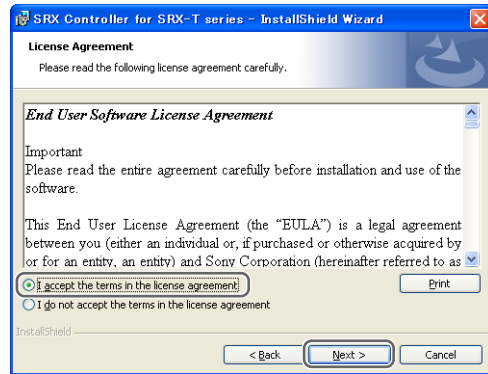 SRX Controller for SRX-T series - InstallShield Wizard
License Agreement
Please read the following license agreement carefully.
End User Software License Agreement
Important
Please read the entire agreement carefully before installation and use of the
software.
This End User License Agreement (the “EULA”) is a legal agreement
between you (either an individual or, if purchased or otherwise acquired by
or for an entity, an entity) and Sony Corporation (hereinafter referred to as
I accept the terms in the license agreement
Print
I do not accept the terms in the license agreement
InstallShield
< Back
Next >
Cancel